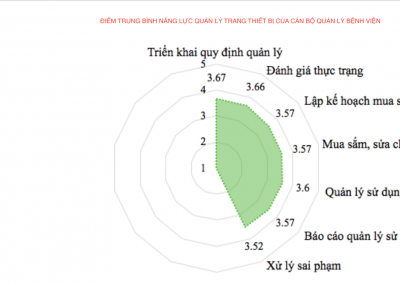 ĐIỂM TRUNG BÌNH NĂNG LỰC QUẢN LÝ TRANG THIẾT BỊ CỦA CÁN BỘ QUẢN LÝ BỆNH VIỆN
Triển khai quy định quản lý
5
3.67
Đánh giá thực trạng
3.66
4
Lập kế hoạch mua s
3.57
3
2
Mua sắm, sửa ch
3.57
1
3.6
Quản lý sử dụn
3.57
Báo cáo quản lý sử
3.52
Xử lý sai phạm